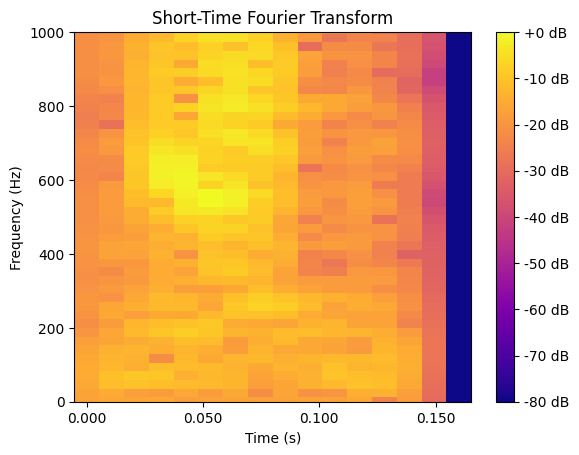 Short-Time Fourier Transform
1000
800
600
400
200
0
Frequency (Hz)
0.000
0.050
0.100
0.150
Time (s)
+0 dB
-10 dB
-20 dB
-30 dB
-40 dB
-50 dB
-60 dB
-70 dB
-80 dB